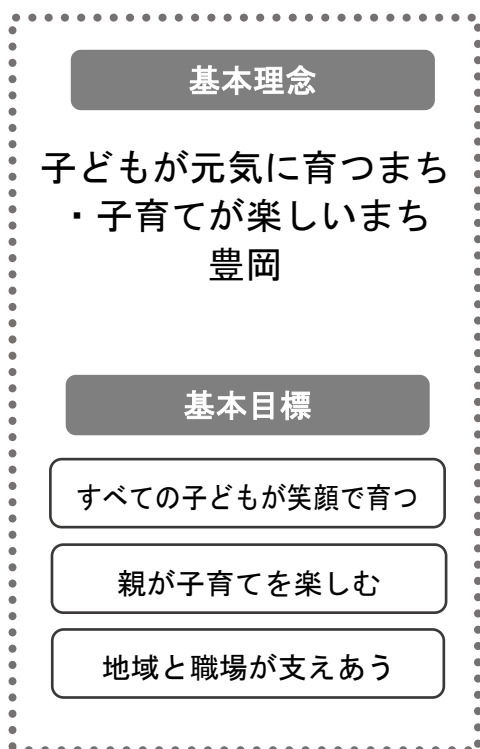 基本理念
子どもが元気に育つまち
・子育てが楽しいまち
豊岡
基本目標
すべての子どもが笑顔で育つ
親が子育てを楽しむ
地域と職場が支えあう